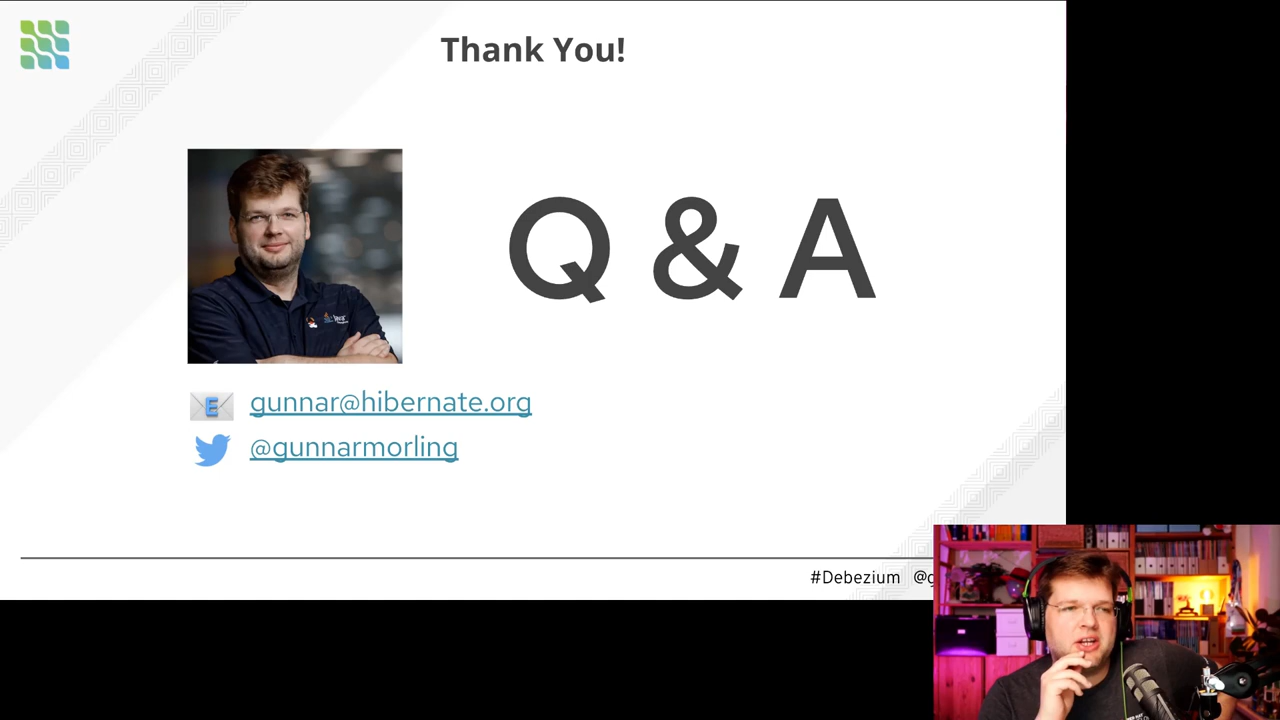 Thank You!
Q & A
gunnar@hibernate.org
@gunnarmorling
#Debezium @g